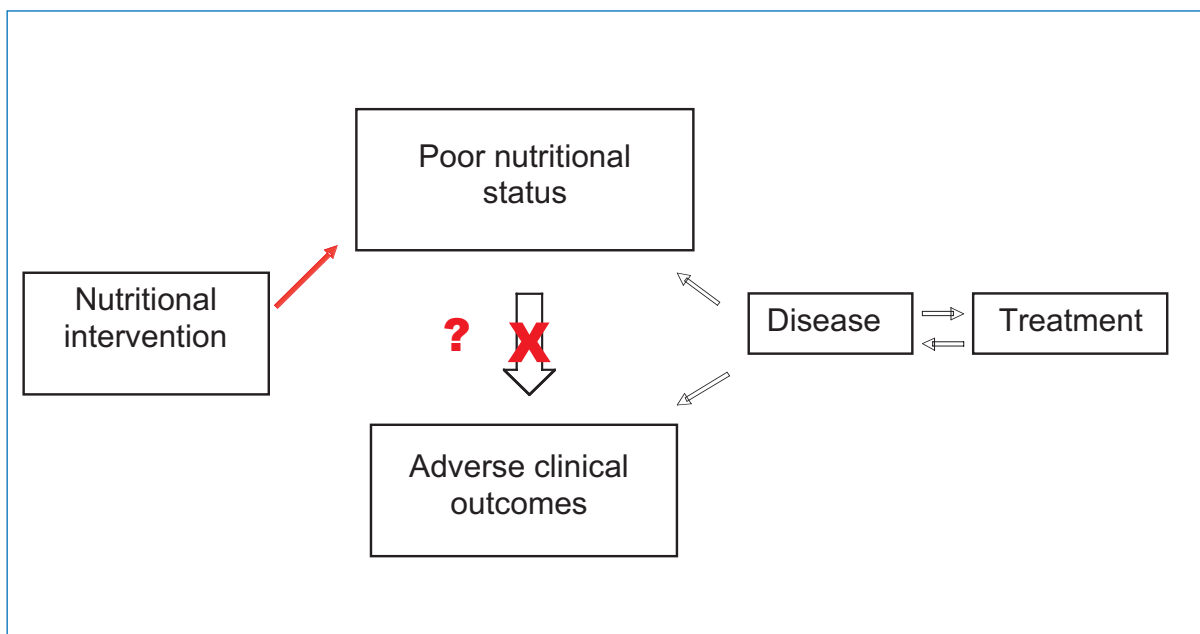 Poor nutritional
status
Nutritional
intervention
?
X
Disease
Treatment
Adverse clinical
outcomes